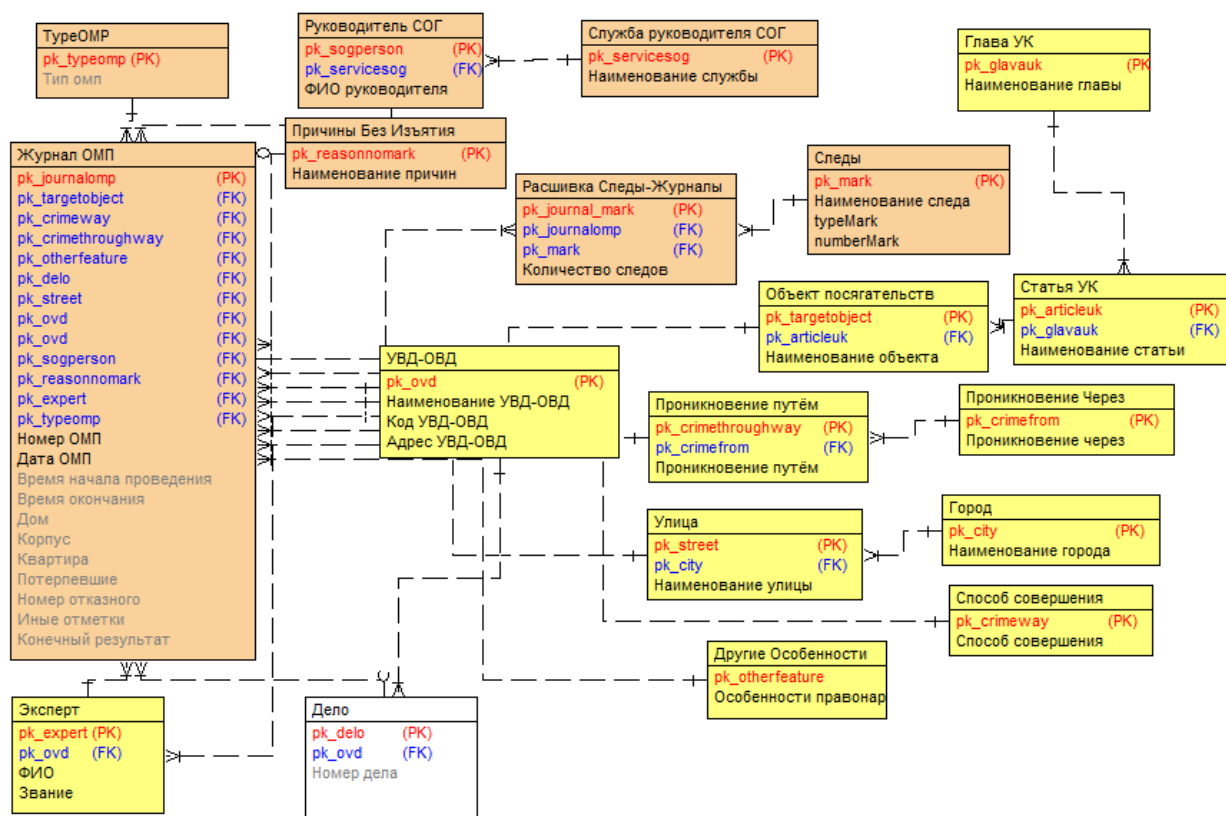 TypeOMP
pk_typeomp (PK)
Тип омп
Руководитель СОГ
pk_sogperson (PK)
pk_servicesog (FK)
ФИО руководителя
Служба руководителя СОГ
pk_servicesog (PK)
Наименование службы
Глава УК
pk_glavauk (PK
Наименование главы
Причины Без Изъятия
pk_reasonnomark (PK)
Наименование причин
Журнал ОМП
pk_journalomp (PK)
pk_targetobject (FK)
pk_crimeway (FK)
pk_crimethroughway (FK)
pk_otherfeature (FK)
pk_delo (FK)
pk_street (FK)
pk_ovd (FK)
pk_ovd (FK)
pk_sogperson (FK)
pk_reasonnomark (FK)
pk_expert (FK)
pk_typeomp (FK)
Номер ОМП
Дата ОМП
Время начала проведения
Время окончания
Дом
Корпус
Квартира
Потерпевшие
Номер отказного
Иные отметки
Конечный результат
Расшивка Следы-Журналы
pk_journal_mark (PK)
pk_journalomp (FK)
pk_mark (FK)
Количество следов
Следы
pk_mark (PK)
Наименование следа
typeMark
numberMark
Объект посягательств
pk_targetobject (PK)
pk_articleuk (FK)
Наименование объекта
Статья УК
pk_articleuk (PK)
pk_glavauk (FK)
Наименование статьи
УВД-ОВД
pk_ovd (PK)
Наименование УВД-ОВД
Код УВД-ОВД
Адрес УВД-ОВД
Проникновение путём
pk_crimethroughway (PK)
pk_crimefrom (FK)
Проникновение путём
Проникновение Через
pk_crimefrom (PK)
Проникновение через
Улица
pk_street (PK)
pk_city (FK)
Наименование улицы
Город
pk_city (PK)
Наименование города
Способ совершения
pk_crimeway (PK)
Способ совершения
Другие Особенности
pk_otherfeature
Особенности правонар
Эксперт
pk_expert (PK)
pk_ovd (FK)
ФИО
Звание
Дело
pk_delo (PK)
pk_ovd (FK)
Номер дела